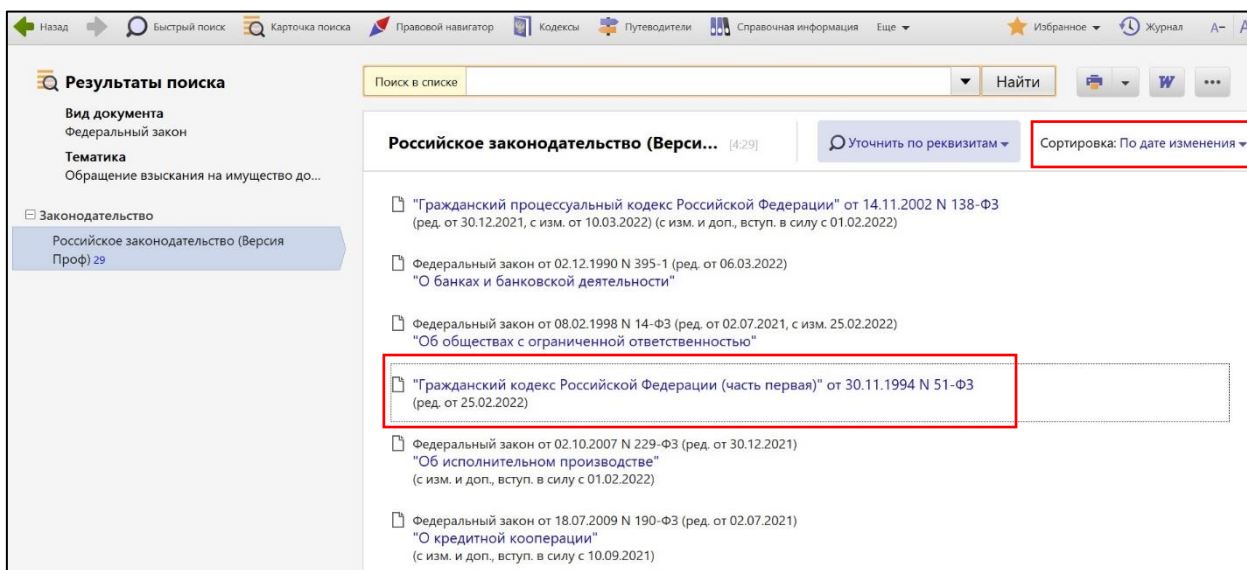 Назад Быстрый поиск Карточка поиска Правовой навигатор Кодексы Путеводители Справочная информация Еще Избранное Журнал А− А
Результаты поиска
Вид документа
Федеральный закон
Тематика
Обращение взыскания на имущество до...
Законодательство
Российское законодательство (Версия
Проф) 29
Поиск в списке Найти W ...
Российское законодательство (Верси... [4:29] Уточнить по реквизитам Сортировка: По дате изменения
"Гражданский процессуальный кодекс Российской Федерации" от 14.11.2002 N 138-ФЗ
(ред. от 30.12.2021, с изм. от 10.03.2022) (с изм. и доп., вступ. в силу с 01.02.2022)
Федеральный закон от 02.12.1990 N 395-1 (ред. от 06.03.2022)
"О банках и банковской деятельности"
Федеральный закон от 08.02.1998 N 14-ФЗ (ред. от 02.07.2021, с изм. 25.02.2022)
"Об обществах с ограниченной ответственностью"
"Гражданский кодекс Российской Федерации (часть первая)" от 30.11.1994 N 51-ФЗ
(ред. от 25.02.2022)
Федеральный закон от 02.10.2007 N 229-ФЗ (ред. от 30.12.2021)
"Об исполнительном производстве"
(с изм. и доп., вступ. в силу с 01.02.2022)
Федеральный закон от 18.07.2009 N 190-ФЗ (ред. от 02.07.2021)
"О кредитной кооперации"
(с изм. и доп., вступ. в силу с 10.09.2021)